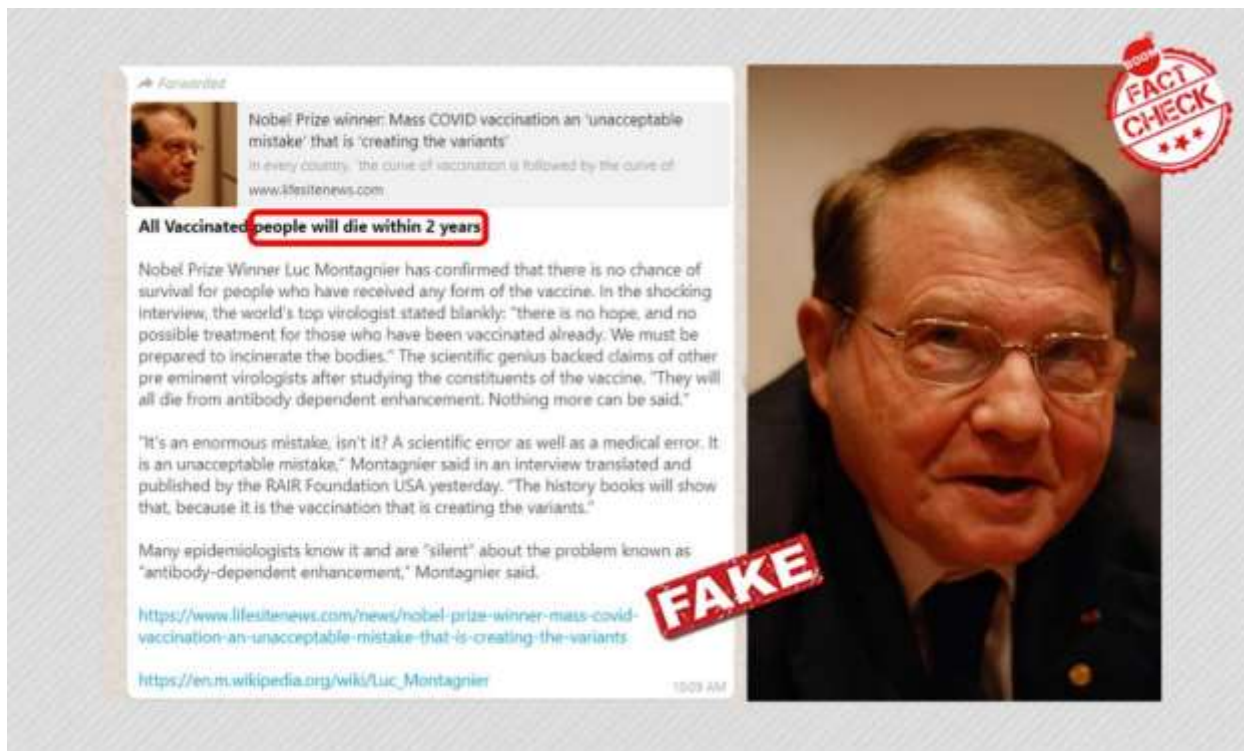 Forwarded
Nobel Prize winner: Mass COVID vaccination an 'unacceptable
mistake' that is 'creating the variants'
In every country, 'the curve of vaccination is followed by the curve of
www.lifesitenews.com
All Vaccinated people will die within 2 years
Nobel Prize Winner Luc Montagnier has confirmed that there is no chance of
survival for people who have received any form of the vaccine. In the shocking
interview, the world's top virologist stated blankly: "there is no hope, and no
possible treatment for those who have been vaccinated already. We must be
prepared to incinerate the bodies." The scientific genius backed claims of other
pre eminent virologists after studying the constituents of the vaccine. "They will
all die from antibody dependent enhancement. Nothing more can be said."
"It's an enormous mistake, isn't it? A scientific error as well as a medical error. It
is an unacceptable mistake," Montagnier said in an interview translated and
published by the RAIR Foundation USA yesterday. "The history books will show
that, because it is the vaccination that is creating the variants."
Many epidemiologists know it and are "silent" about the problem known as
"antibody-dependent enhancement," Montagnier said.
https://www.lifesitenews.com/news/nobel-prize-winner-mass-covid-
vaccination-an-unacceptable-mistake-that-is-creating-the-variants
https://en.m.wikipedia.org/wiki/Luc_Montagnier
10:09 AM
FAKE
BOOM
FACT
CHECK